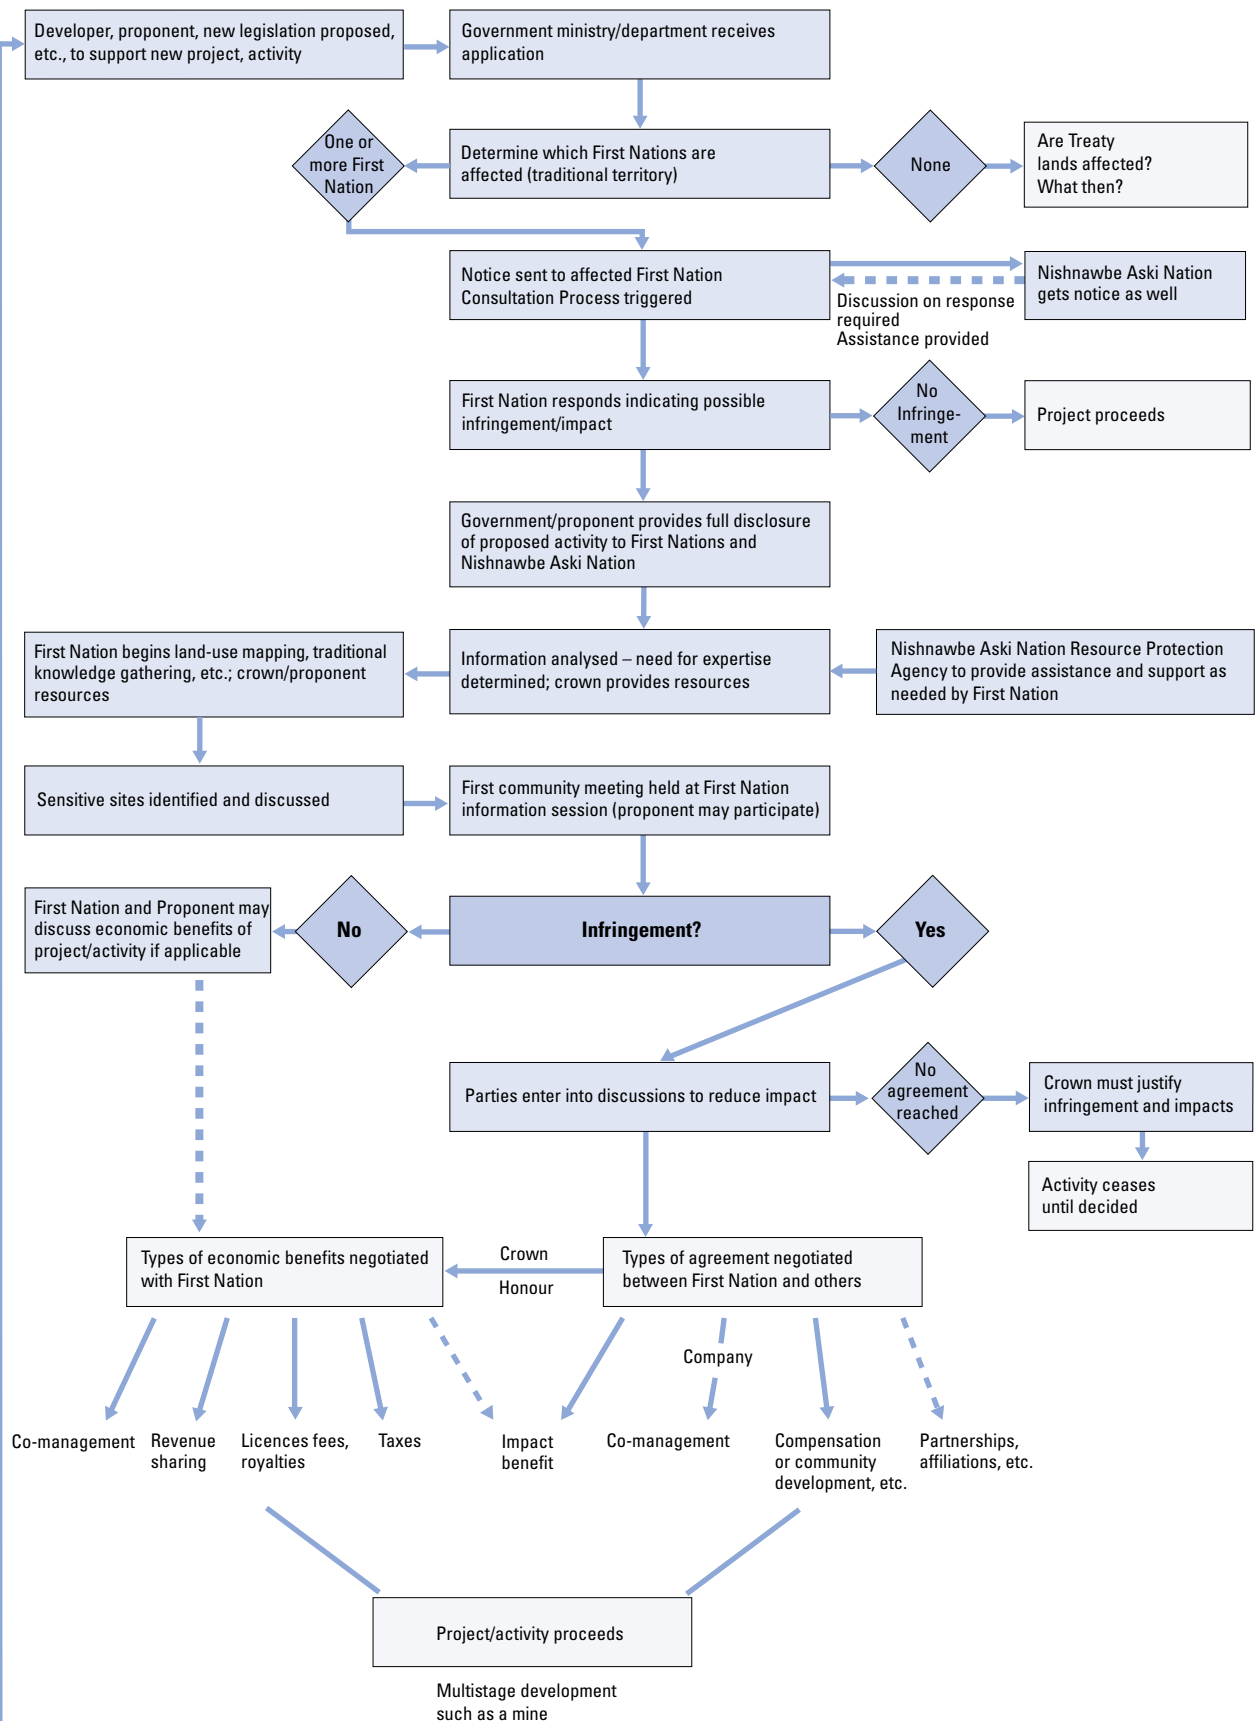 Developer, proponent, new legislation proposed,
etc., to support new project, activity
Government ministry/department receives
application
One or
more First
Nation
Determine which First Nations are
affected (traditional territory)
None
Are Treaty
lands affected?
What then?
Notice sent to affected First Nation
Consultation Process triggered
Nishnawbe Aski Nation
gets notice as well
Discussion on response
required
Assistance provided
First Nation responds indicating possible
infringement/impact
No
Infringe-
ment
Project proceeds
Government/proponent provides full disclosure
of proposed activity to First Nations and
Nishnawbe Aski Nation
First Nation begins land-use mapping, traditional
knowledge gathering, etc.; crown/proponent
resources
Information analysed – need for expertise
determined; crown provides resources
Nishnawbe Aski Nation Resource Protection
Agency to provide assistance and support as
needed by First Nation
Sensitive sites identified and discussed
First community meeting held at First Nation
information session (proponent may participate)
First Nation and Proponent may
discuss economic benefits of
project/activity if applicable
No
Infringement?
Yes
Parties enter into discussions to reduce impact
No
agreement
reached
Crown must justify
infringement and impacts
Activity ceases
until decided
Types of economic benefits negotiated
with First Nation
Crown
Honour
Types of agreement negotiated
between First Nation and others
Company
Co-management
Revenue
sharing
Licences fees,
royalties
Taxes
Impact
benefit
Co-management
Compensation
or community
development, etc.
Partnerships,
affiliations, etc.
Project/activity proceeds
Multistage development
such as a mine